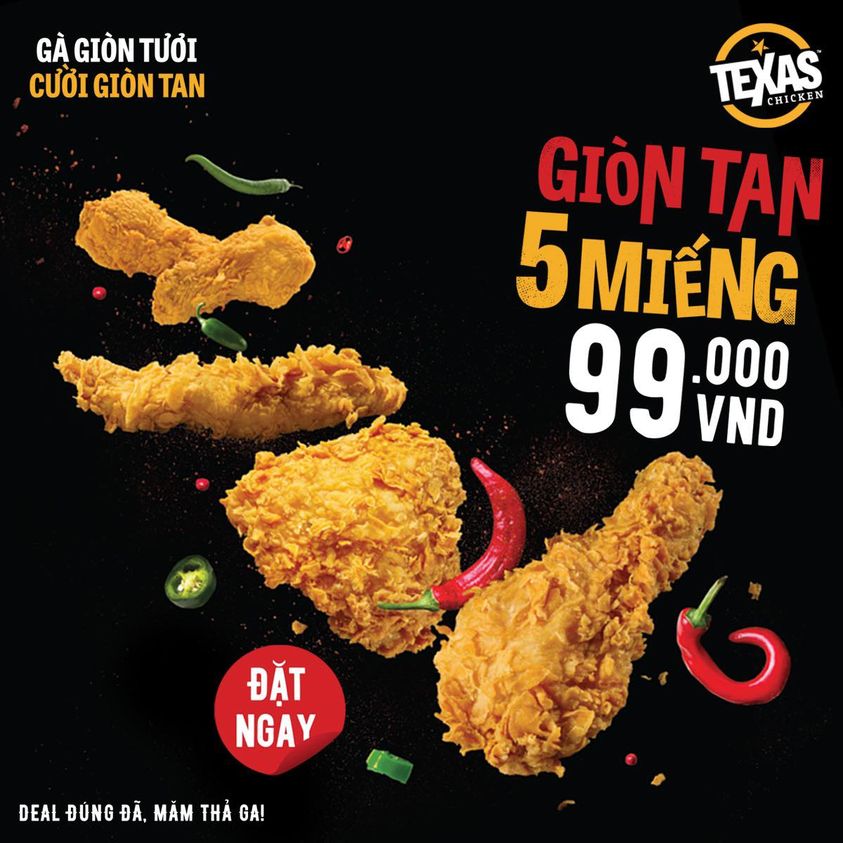 GÀ GIÒN TƯƠI
CƯỜI GIÒN TAN
TEXAS
CHICKEN
GIÒN TAN
5 MIẾNG
99.000
VND
ĐẶT
NGAY
DEAL ĐÚNG ĐÃ, MĂM THẢ GA!